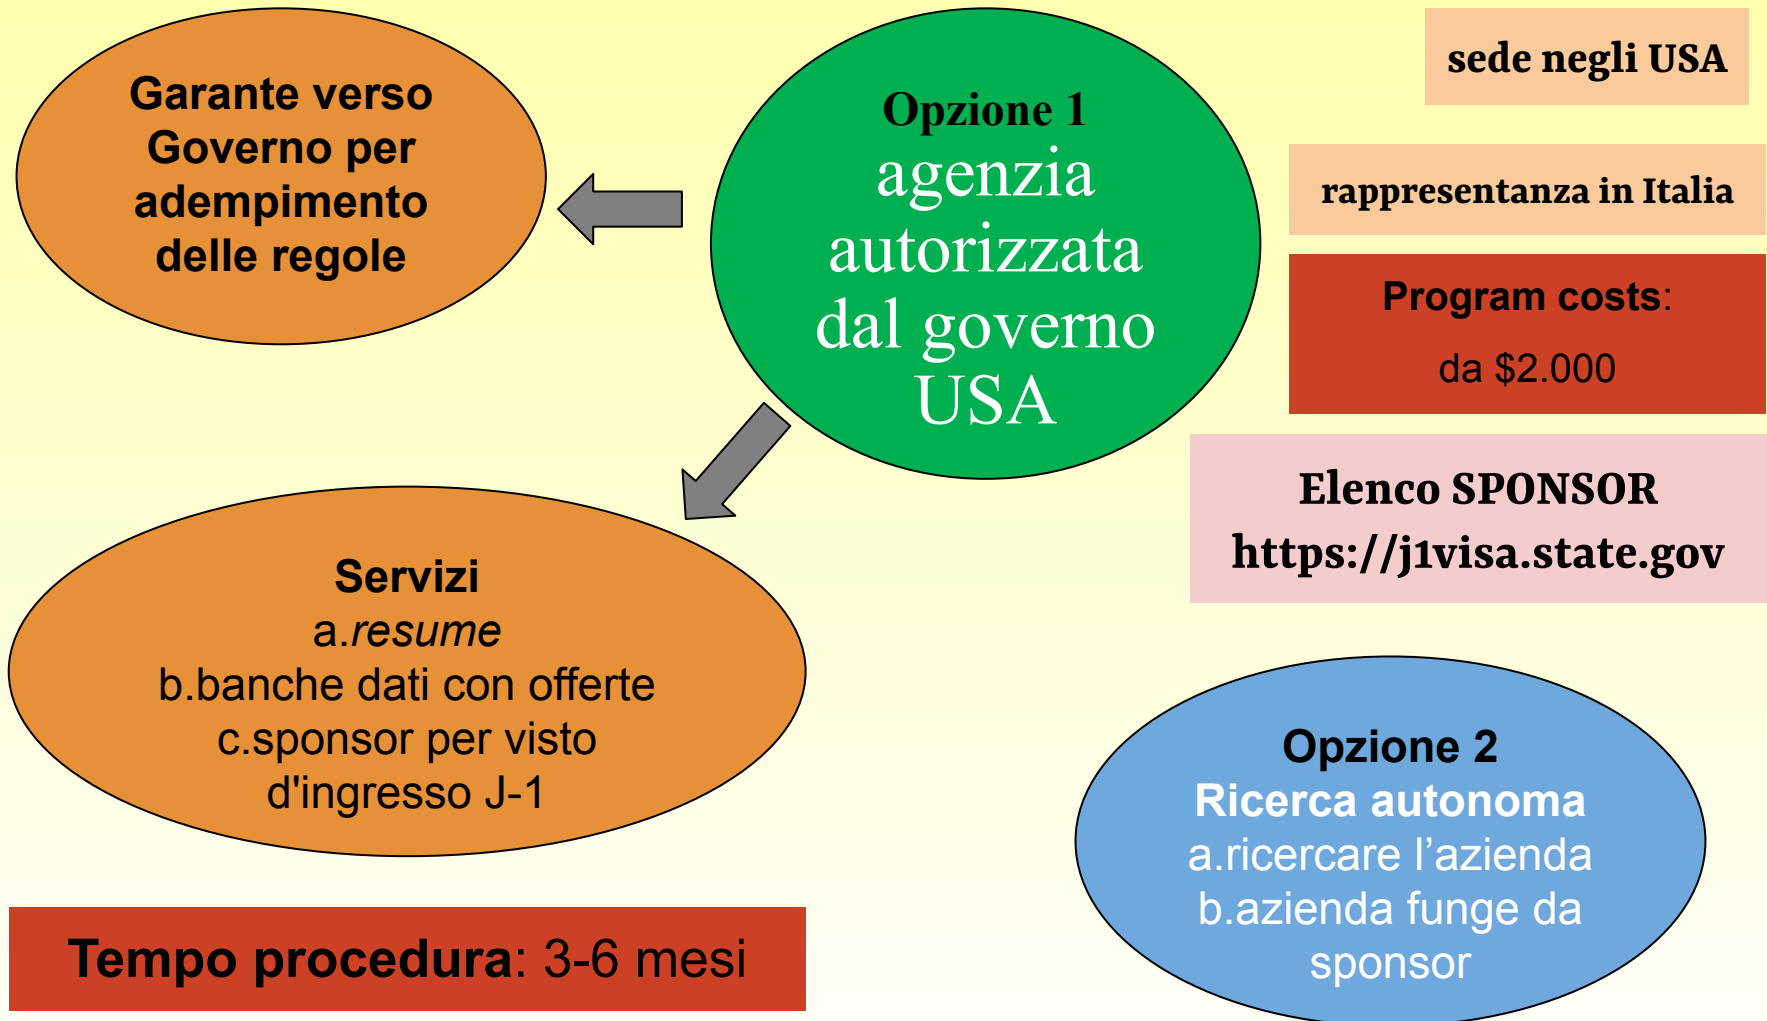 Garante verso
Governo per
adempimento
delle regole
Opzione 1
agenzia
autorizzata
dal governo
USA
sede negli USA
rappresentanza in Italia
Program costs:
da $2.000
Elenco SPONSOR
https://j1visa.state.gov
Servizi
a.resume
b.banche dati con offerte
c.sponsor per visto
d'ingresso J-1
Opzione 2
Ricerca autonoma
a.ricercare l’azienda
b.azienda funge da
sponsor
Tempo procedura: 3-6 mesi